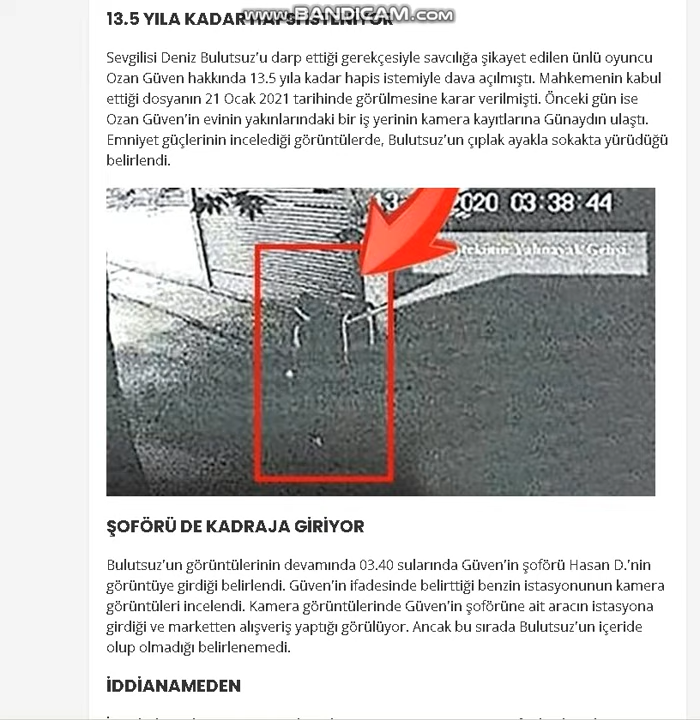 www.BANDICAM.com
13.5 YILA KADAR HAPSİ İSTENİYOR
Sevgilisi Deniz Bulutsuz’u darp ettiği gerekçesiyle savcılığa şikayet edilen ünlü oyuncu
Ozan Güven hakkında 13.5 yıla kadar hapis istemiyle dava açılmıştı. Mahkemenin kabul
ettiği dosyanın 21 Ocak 2021 tarihinde görülmesine karar verilmişti. Önceki gün ise
Ozan Güven’in evinin yakınlarındaki bir iş yerinin kamera kayıtlarına Günaydın ulaştı.
Emniyet güçlerinin incelediği görüntülerde, Bulutsuz’un çıplak ayakla sokakta yürüdüğü
belirlendi.
2020 03:38:44
Yalınayak Gelişi
ŞOFÖRÜ DE KADRAJA GİRİYOR
Bulutsuz’un görüntülerinin devamında 03.40 sularında Güven’in şoförü Hasan D.’nin
görüntüye girdiği belirlendi. Güven’in ifadesinde belirttiği benzin istasyonunun kamera
görüntüleri incelendi. Kamera görüntülerinde Güven’in şoförüne ait aracın istasyona
girdiği ve marketten alışveriş yaptığı görülüyor. Ancak bu sırada Bulutsuz’un içeride
olup olmadığı belirlenemedi.
İDDİANAMEDEN